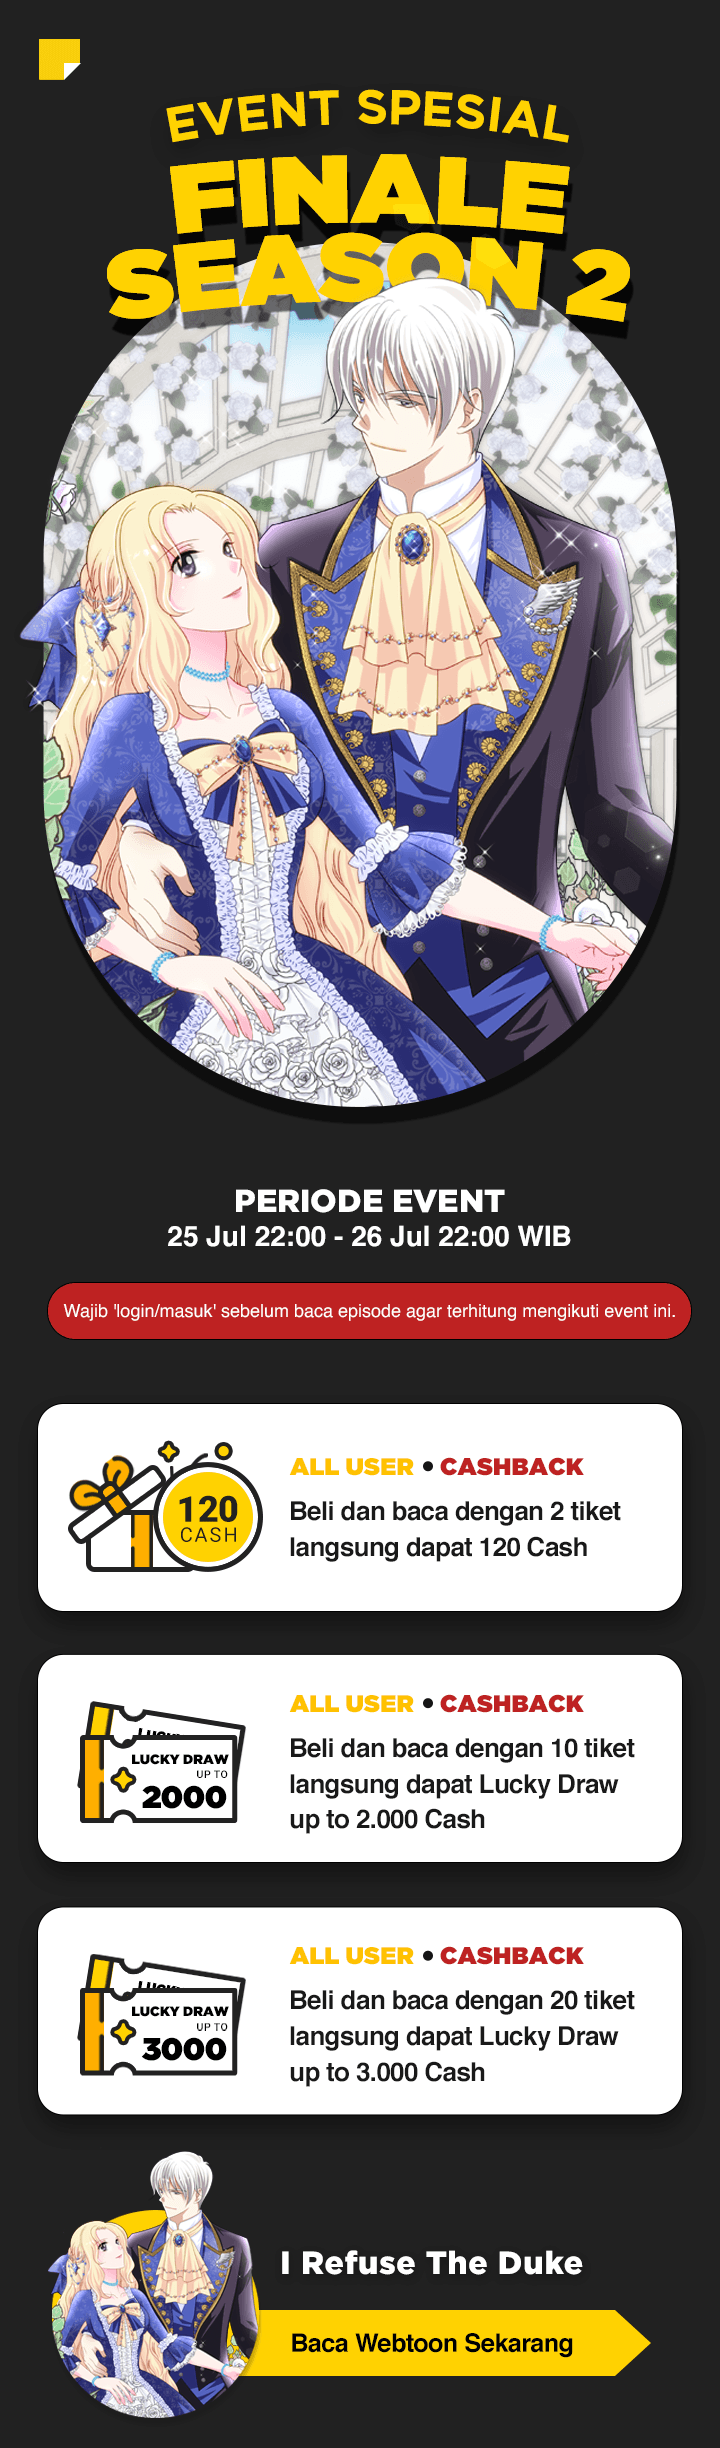 EVENT SPESIAL
FINALE
SEASON 2
PERIODE EVENT
25 Jul 22:00 - 26 Jul 22:00 WIB
Wajib 'login/masuk' sebelum baca episode agar terhitung mengikuti event ini.
120
CASH
ALL USER • CASHBACK
Beli dan baca dengan 2 tiket
langsung dapat 120 Cash
LUCKY DRAW
UP TO
2000
ALL USER • CASHBACK
Beli dan baca dengan 10 tiket
langsung dapat Lucky Draw
up to 2.000 Cash
LUCKY DRAW
UP TO
3000
ALL USER • CASHBACK
Beli dan baca dengan 20 tiket
langsung dapat Lucky Draw
up to 3.000 Cash
I Refuse The Duke
Baca Webtoon Sekarang